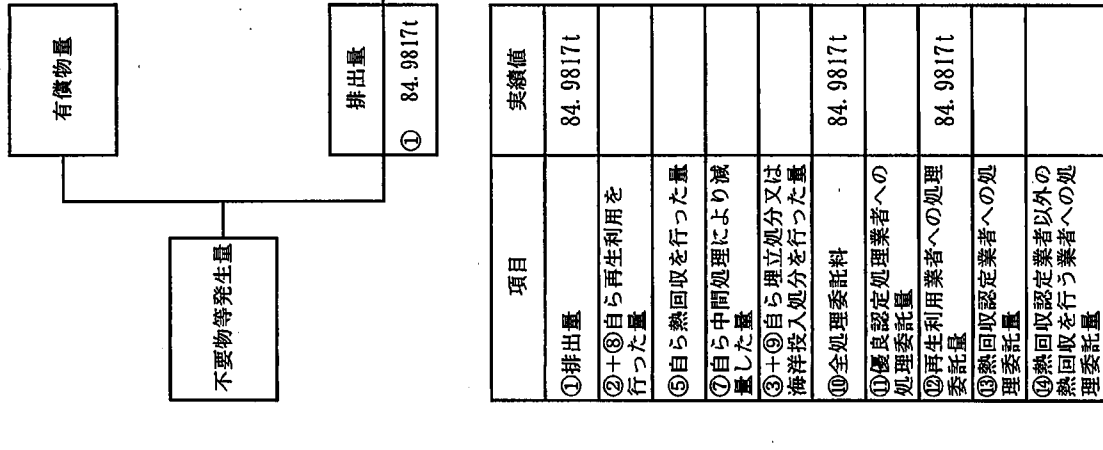 有償物量
不要物等発生量
排出量
① 84.9817t
項目 実績値
①排出量 84.9817t
②+⑧自ら再生利用を
行った量
⑤自ら熱回収を行った量
⑦自ら中間処理により減
量した量
③+⑨自ら埋立処分又は
海洋投入処分を行った量
⑩全処理委託料 84.9817t
⑪優良認定処理業者への
処理委託量
⑫再生利用業者への処理
委託量 84.9817t
⑬熱回収認定業者への処
理委託量
⑭熱回収認定業者以外の
熱回収を行う業者への処
理委託量